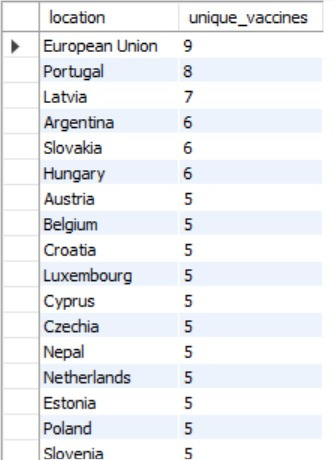 location unique_vaccines
European Union 9
Portugal 8
Latvia 7
Argentina 6
Slovakia 6
Hungary 6
Austria 5
Belgium 5
Croatia 5
Luxembourg 5
Cyprus 5
Czechia 5
Nepal 5
Netherlands 5
Estonia 5
Poland 5
Slovenia 5